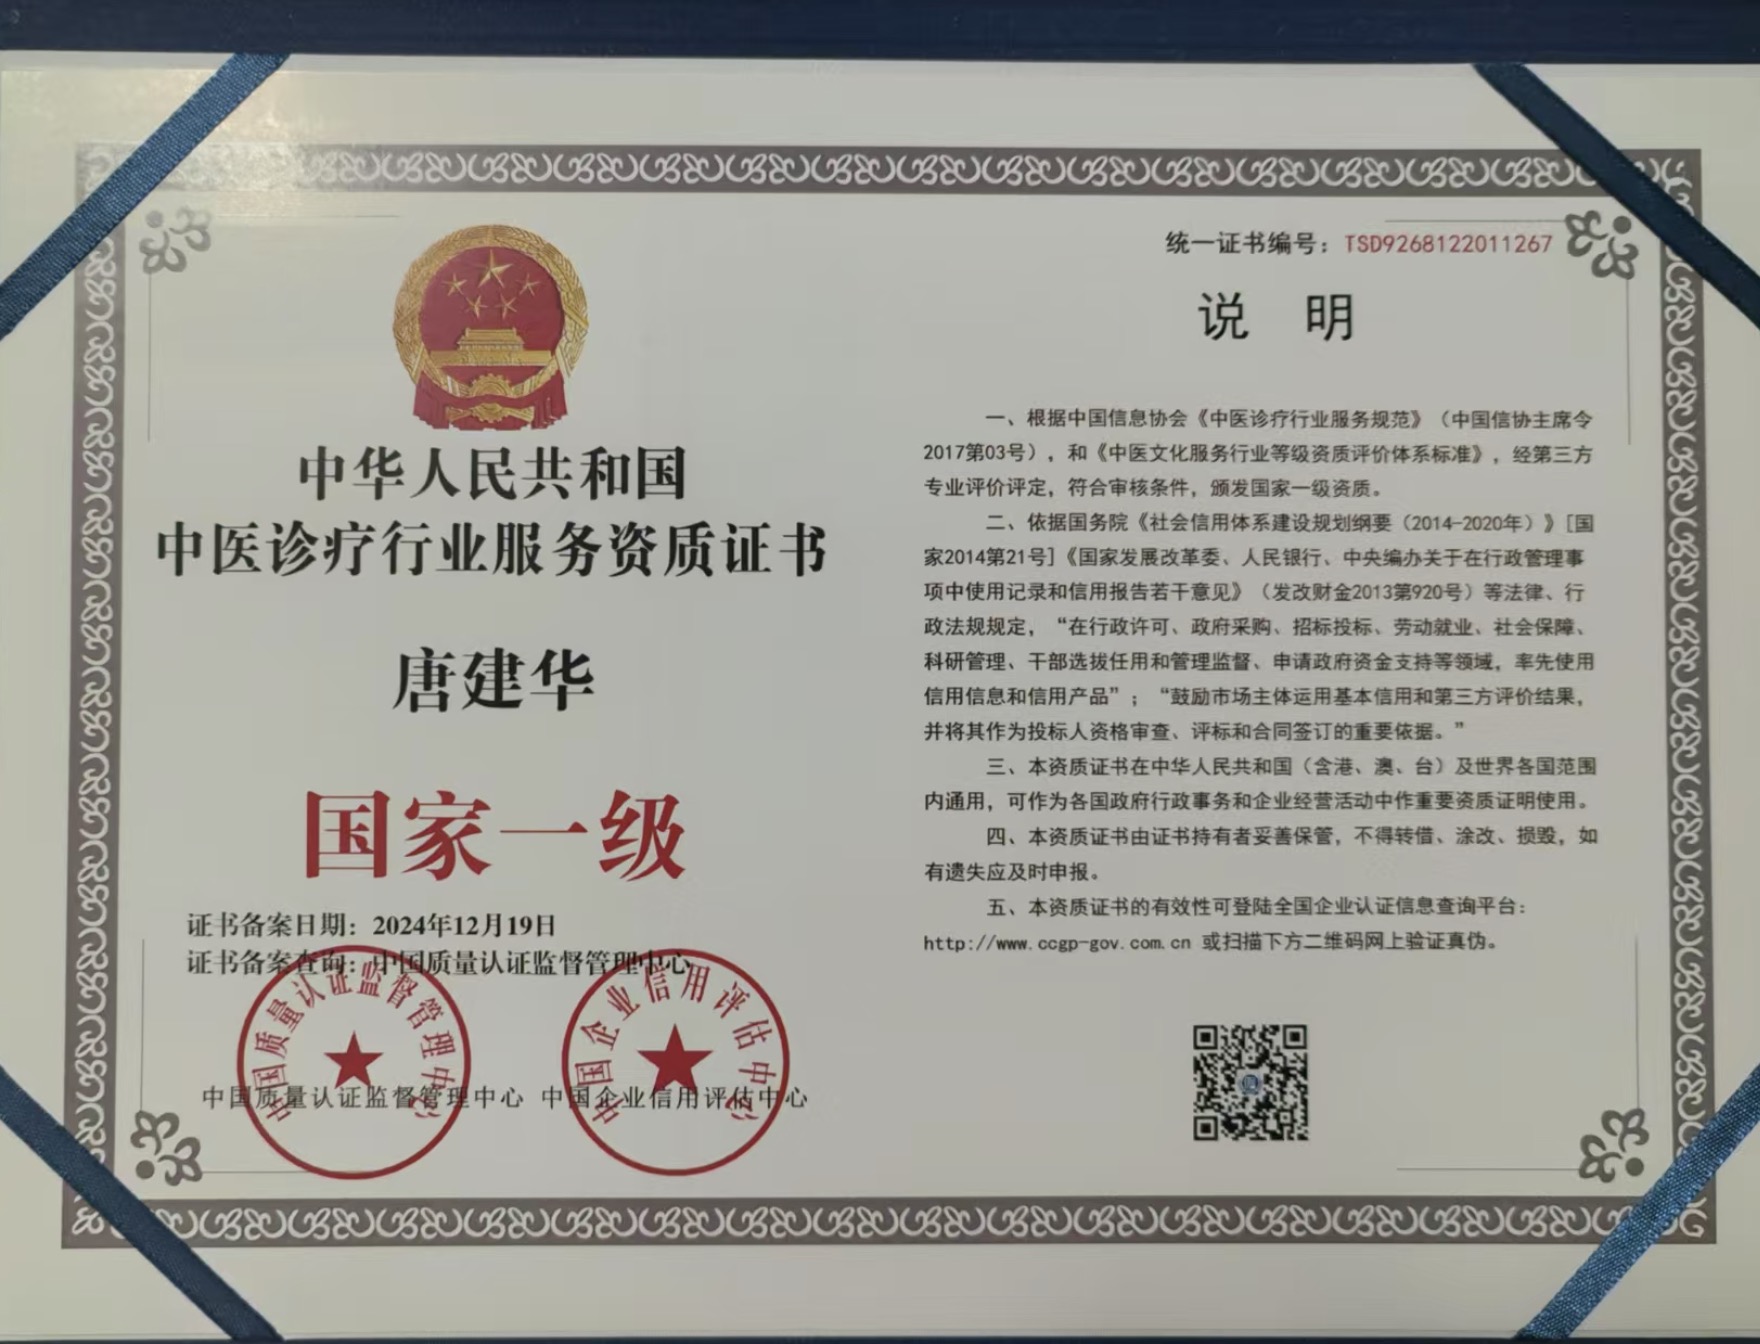 中华人民共和国
中医诊疗行业服务资质证书
唐建华
国家一级
证书备案日期：2024年12月19日
证书备案查询：中国质量认证监督管理中心
中国质量认证监督管理中心
中国企业信用评估中心
中国质量认证监督管理中心 中国企业信用评估中心
统一证书编号：TSD9268122011267
说 明
一、根据中国信息协会《中医诊疗行业服务规范》（中国信协主席令
2017第03号），和《中医文化服务行业等级资质评价体系标准》，经第三方
专业评价评定，符合审核条件，颁发国家一级资质。
二、依据国务院《社会信用体系建设规划纲要（2014-2020年）》[国
家2014第21号]《国家发展改革委、人民银行、中央编办关于在行政管理事
项中使用记录和信用报告若干意见》（发改财金2013第920号）等法律、行
政法规规定，“在行政许可、政府采购、招标投标、劳动就业、社会保障、
科研管理、干部选拔任用和管理监督、申请政府资金支持等领域，率先使用
信用信息和信用产品”；“鼓励市场主体运用基本信用和第三方评价结果，
并将其作为投标人资格审查、评标和合同签订的重要依据。”
三、本资质证书在中华人民共和国（含港、澳、台）及世界各国范围
内通用，可作为各国政府行政事务和企业经营活动中作重要资质证明使用。
四、本资质证书由证书持有者妥善保管，不得转借、涂改、损毁，如
有遗失应及时申报。
五、本资质证书的有效性可登陆全国企业认证信息查询平台：
http://www.ccgp-gov.com.cn 或扫描下方二维码网上验证真伪。